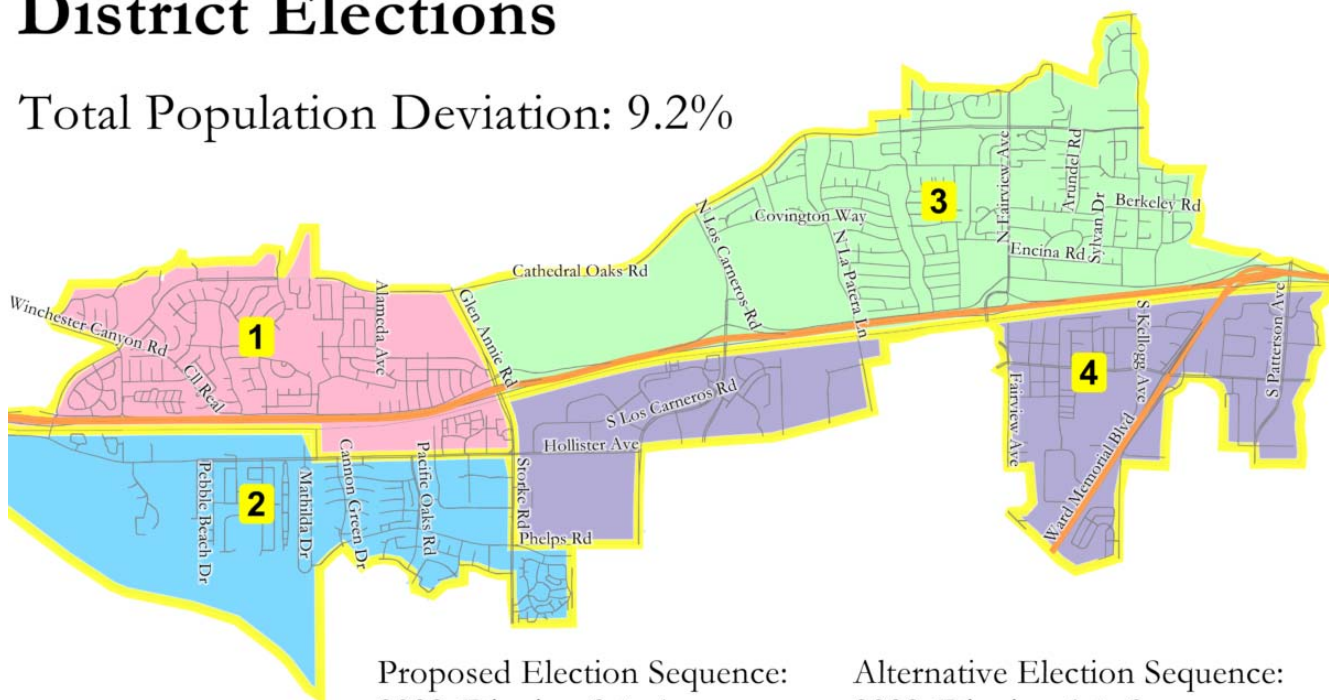 District Elections
Total Population Deviation: 9.2%
Arundel Rd
N Fairview Ave
3
Sylvan Dr
Berkeley Rd
N Los Carneros Rd
Covington Way
N La Patera Ln
Encina Rd
Cathedral Oaks Rd
Winchester Canyon Rd
1
Alameda Ave
Glen Annie Rd
Cll Real
S Kellogg Ave
S Patterson Ave
4
Fairview Ave
S Los Carneros Rd
Hollister Ave
Ward Memorial Blvd
2
Pebble Beach Dr
Mathilda Dr
Cannon Green Dr
Pacific Oaks Rd
Storke Rd
Phelps Rd
Proposed Election Sequence:
Alternative Election Sequence: